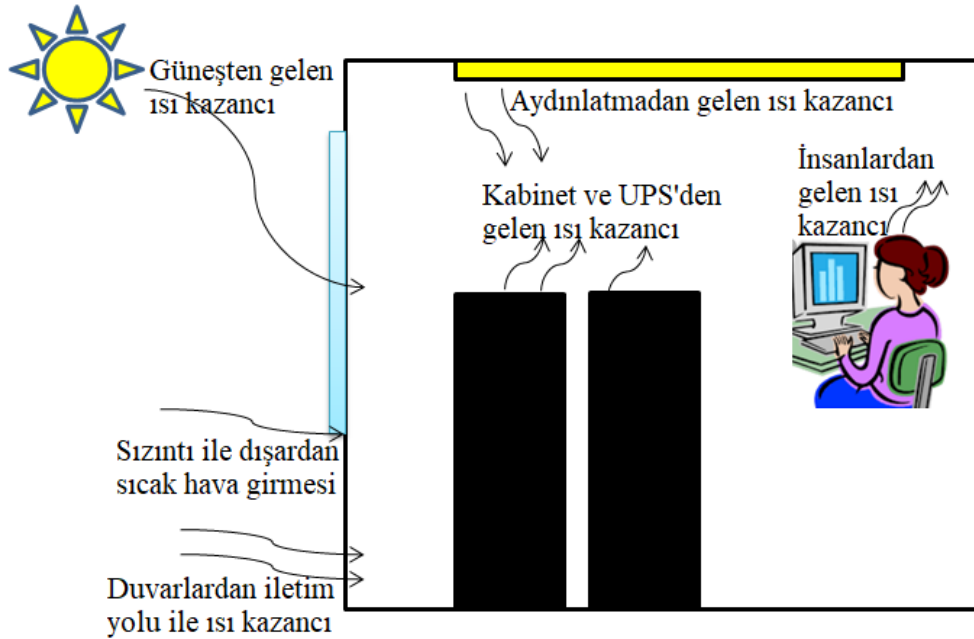 Güneşten gelen
ısı kazancı
Aydınlatmadan gelen ısı kazancı
İnsanlardan
gelen ısı
kazancı
Kabinet ve UPS'den
gelen ısı kazancı
Sızıntı ile dışardan
sıcak hava girmesi
Duvarlardan iletim
yolu ile ısı kazancı